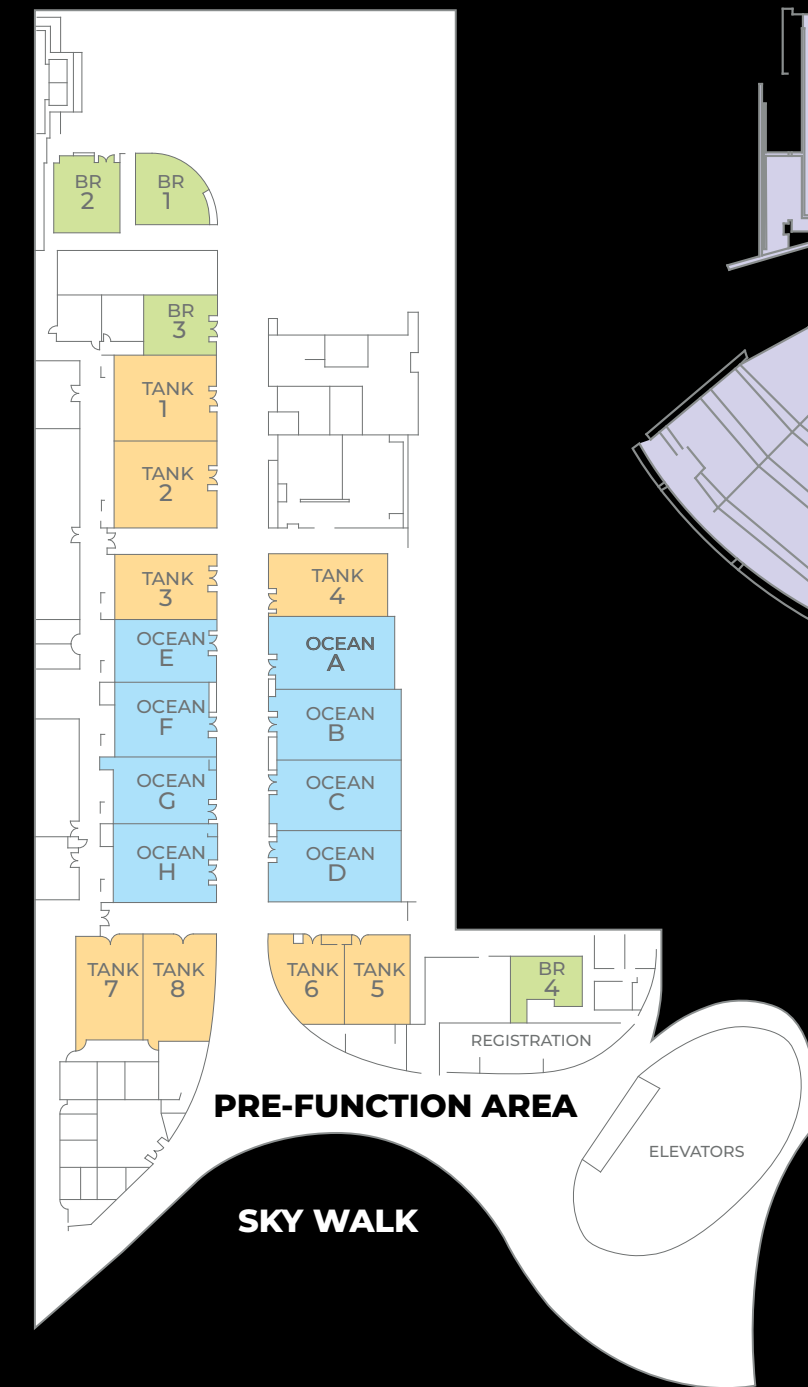 BR
2
BR
1
BR
3
TANK
1
TANK
2
TANK
3
TANK
4
OCEAN
E
OCEAN
A
OCEAN
F
OCEAN
B
OCEAN
G
OCEAN
C
OCEAN
H
OCEAN
D
TANK
7
TANK
8
TANK
6
TANK
5
BR
4
REGISTRATION
PRE-FUNCTION AREA
ELEVATORS
SKY WALK